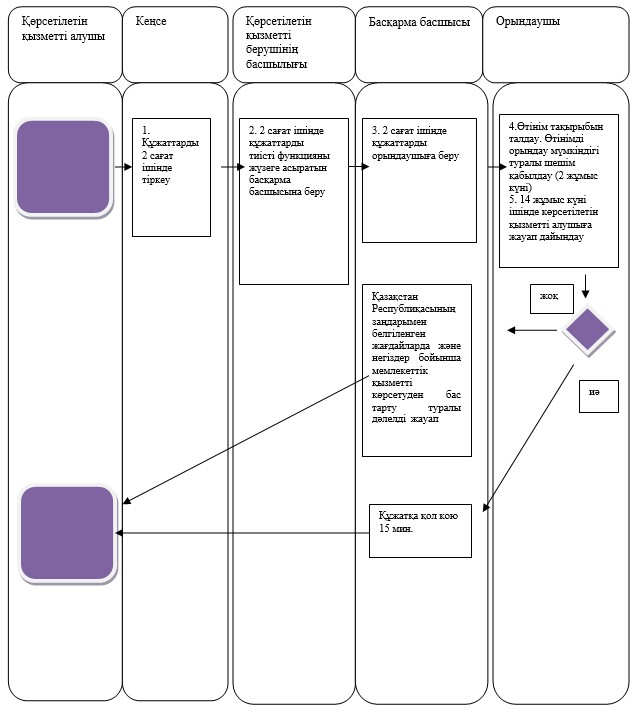 Көрсетілетін
қызметті алушы
Кеңсе
Көрсетілетін
қызметті
берушінің
басшылығы
Басқарма басшысы
Орындаушы
1.
Құжаттарды
2 сағат
ішінде
тіркеу
2. 2 сағат ішінде
құжаттарды
тиісті функцияны
жүзеге асыратын
басқарма
басшысына беру
3. 2 сағат ішінде
құжаттарды
орындаушыға беру
4.Өтінім тақырыбын
талдау. Өтінімді
орындау мүмкіндігі
туралы шешім
қабылдау (2 жұмыс
күні)
5. 14 жұмыс күні
ішінде көрсетілетін
қызметті алушыға
жауап дайындау
жоқ
Қазақстан
Республикасының
заңдарымен
белгіленген
жағдайларда және
негіздер бойынша
мемлекеттік
қызметті
көрсетуден бас
тарту туралы
дәлелді жауап
иә
Құжатқа қол қою
15 мин.